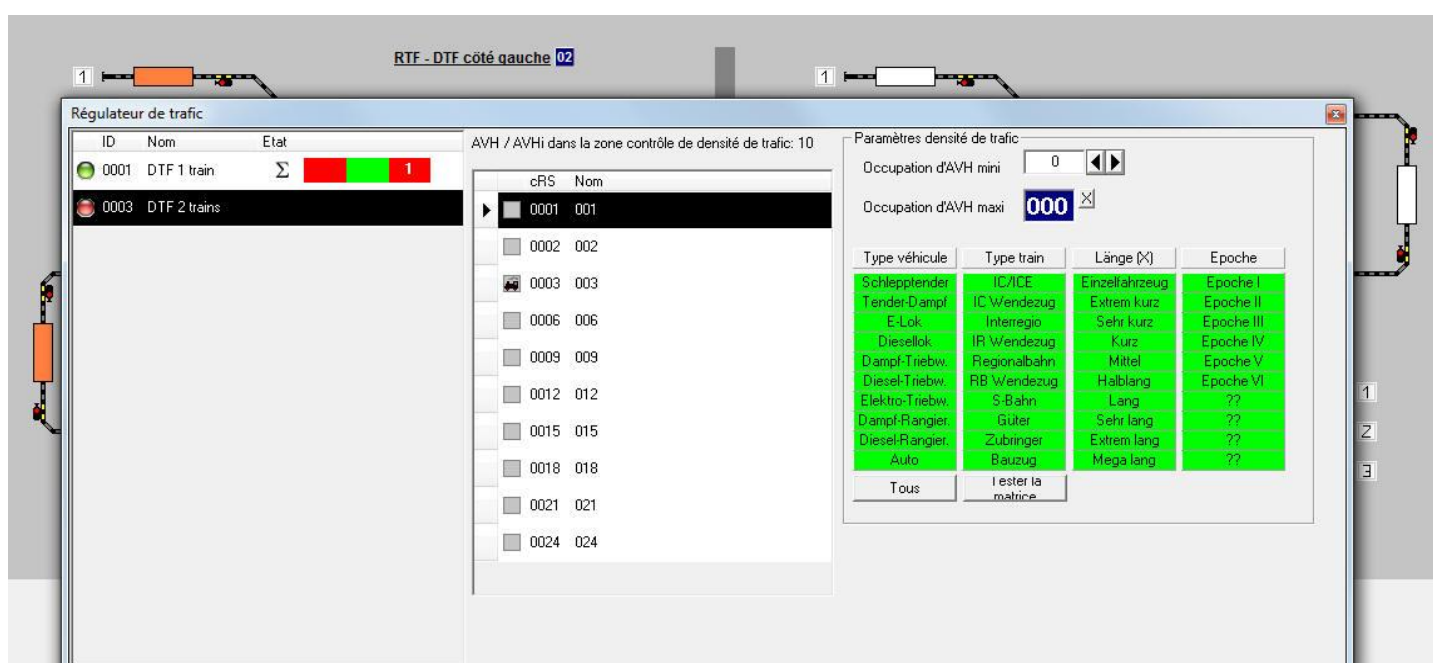 RTF - DTF cöté gauche 02
1
1
Régulateur de trafic
ID Nom Etat
0001 DTF 1 train Σ 1
0003 DTF 2 trains
AVH / AVHi dans la zone contrôle de densité de trafic: 10
cRS Nom
0001 001
0002 002
0003 003
0006 006
0009 009
0012 012
0015 015
0018 018
0021 021
0024 024
Paramètres densité de trafic
Occupation d'AVH mini 0
Occupation d'AVH maxi 000 X
Type véhicule Type train Länge (X) Epoche
Schlepptender IC/ICE Einzelfahrzeug Epoche I
Tender-Dampf IC Wendezug Extrem kurz Epoche II
E-Lok Interregio Sehr kurz Epoche III
Diesellok IR Wendezug Kurz Epoche IV
Dampf-Triebw. Regionalbahn Mittel Epoche V
Diesel-Triebw. RB Wendezug Halblang Epoche VI
Elektro-Triebw. S-Bahn Lang ??
Dampf-Rangier. Güter Sehr lang ??
Diesel-Rangier. Zubringer Extrem lang ??
Auto Bauzug Mega lang ??
Tous Tester la
matrice
1
2
3